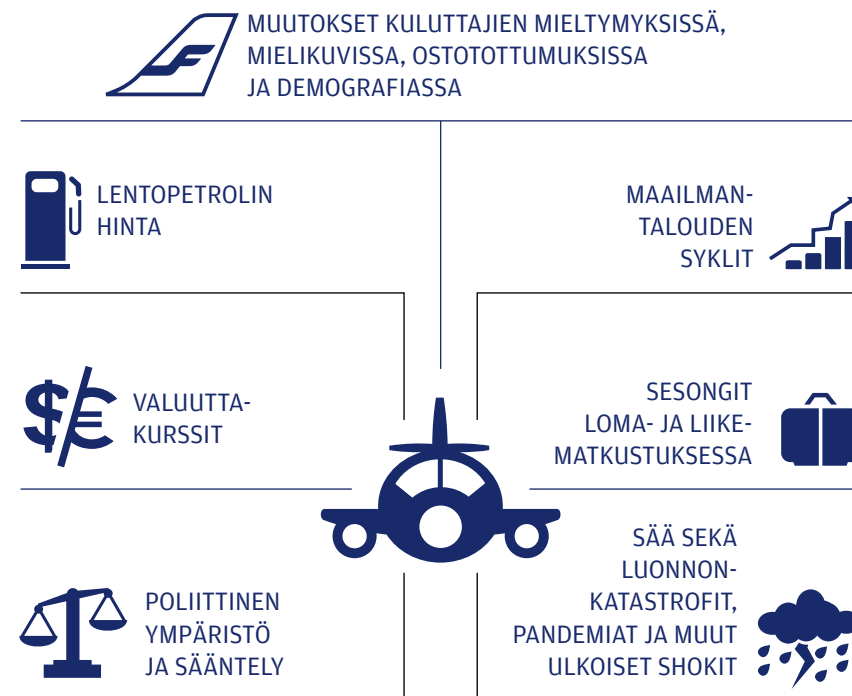 MUUTOKSET KULUTTAJIEN MIELTYMYKSISSÄ,
MIELIKUVISSA, OSTOTOTTUMUKSISSA
JA DEMOGRAFIASSA
LENTOPETROLIN
HINTA
MAAILMAN-
TALOUDEN
SYKLIT
$/€
VALUUTTA-
KURSSIT
SESONGIT
LOMA- JA LIIKE-
MATKUSTUKSESSA
POLIITTINEN
YMPÄRISTÖ
JA SÄÄNTELY
SÄÄ SEKÄ
LUONNON-
KATASTROFIT,
PANDEMIAT JA MUUT
ULKOISET SHOKIT